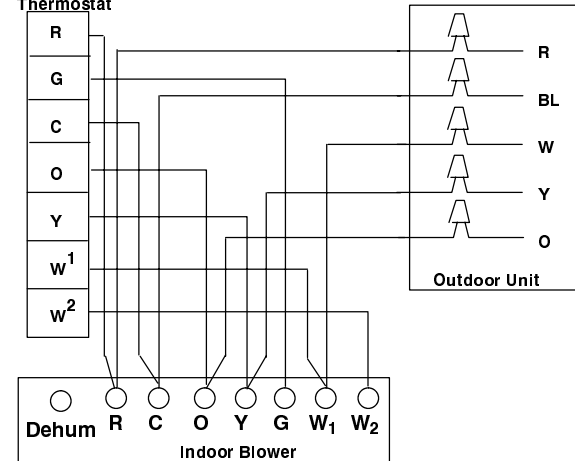 Thermostat
R
G
C
O
Y
W1
W2
R
BL
W
Y
O
Outdoor Unit
Dehum R C O Y G W1 W2
Indoor Blower